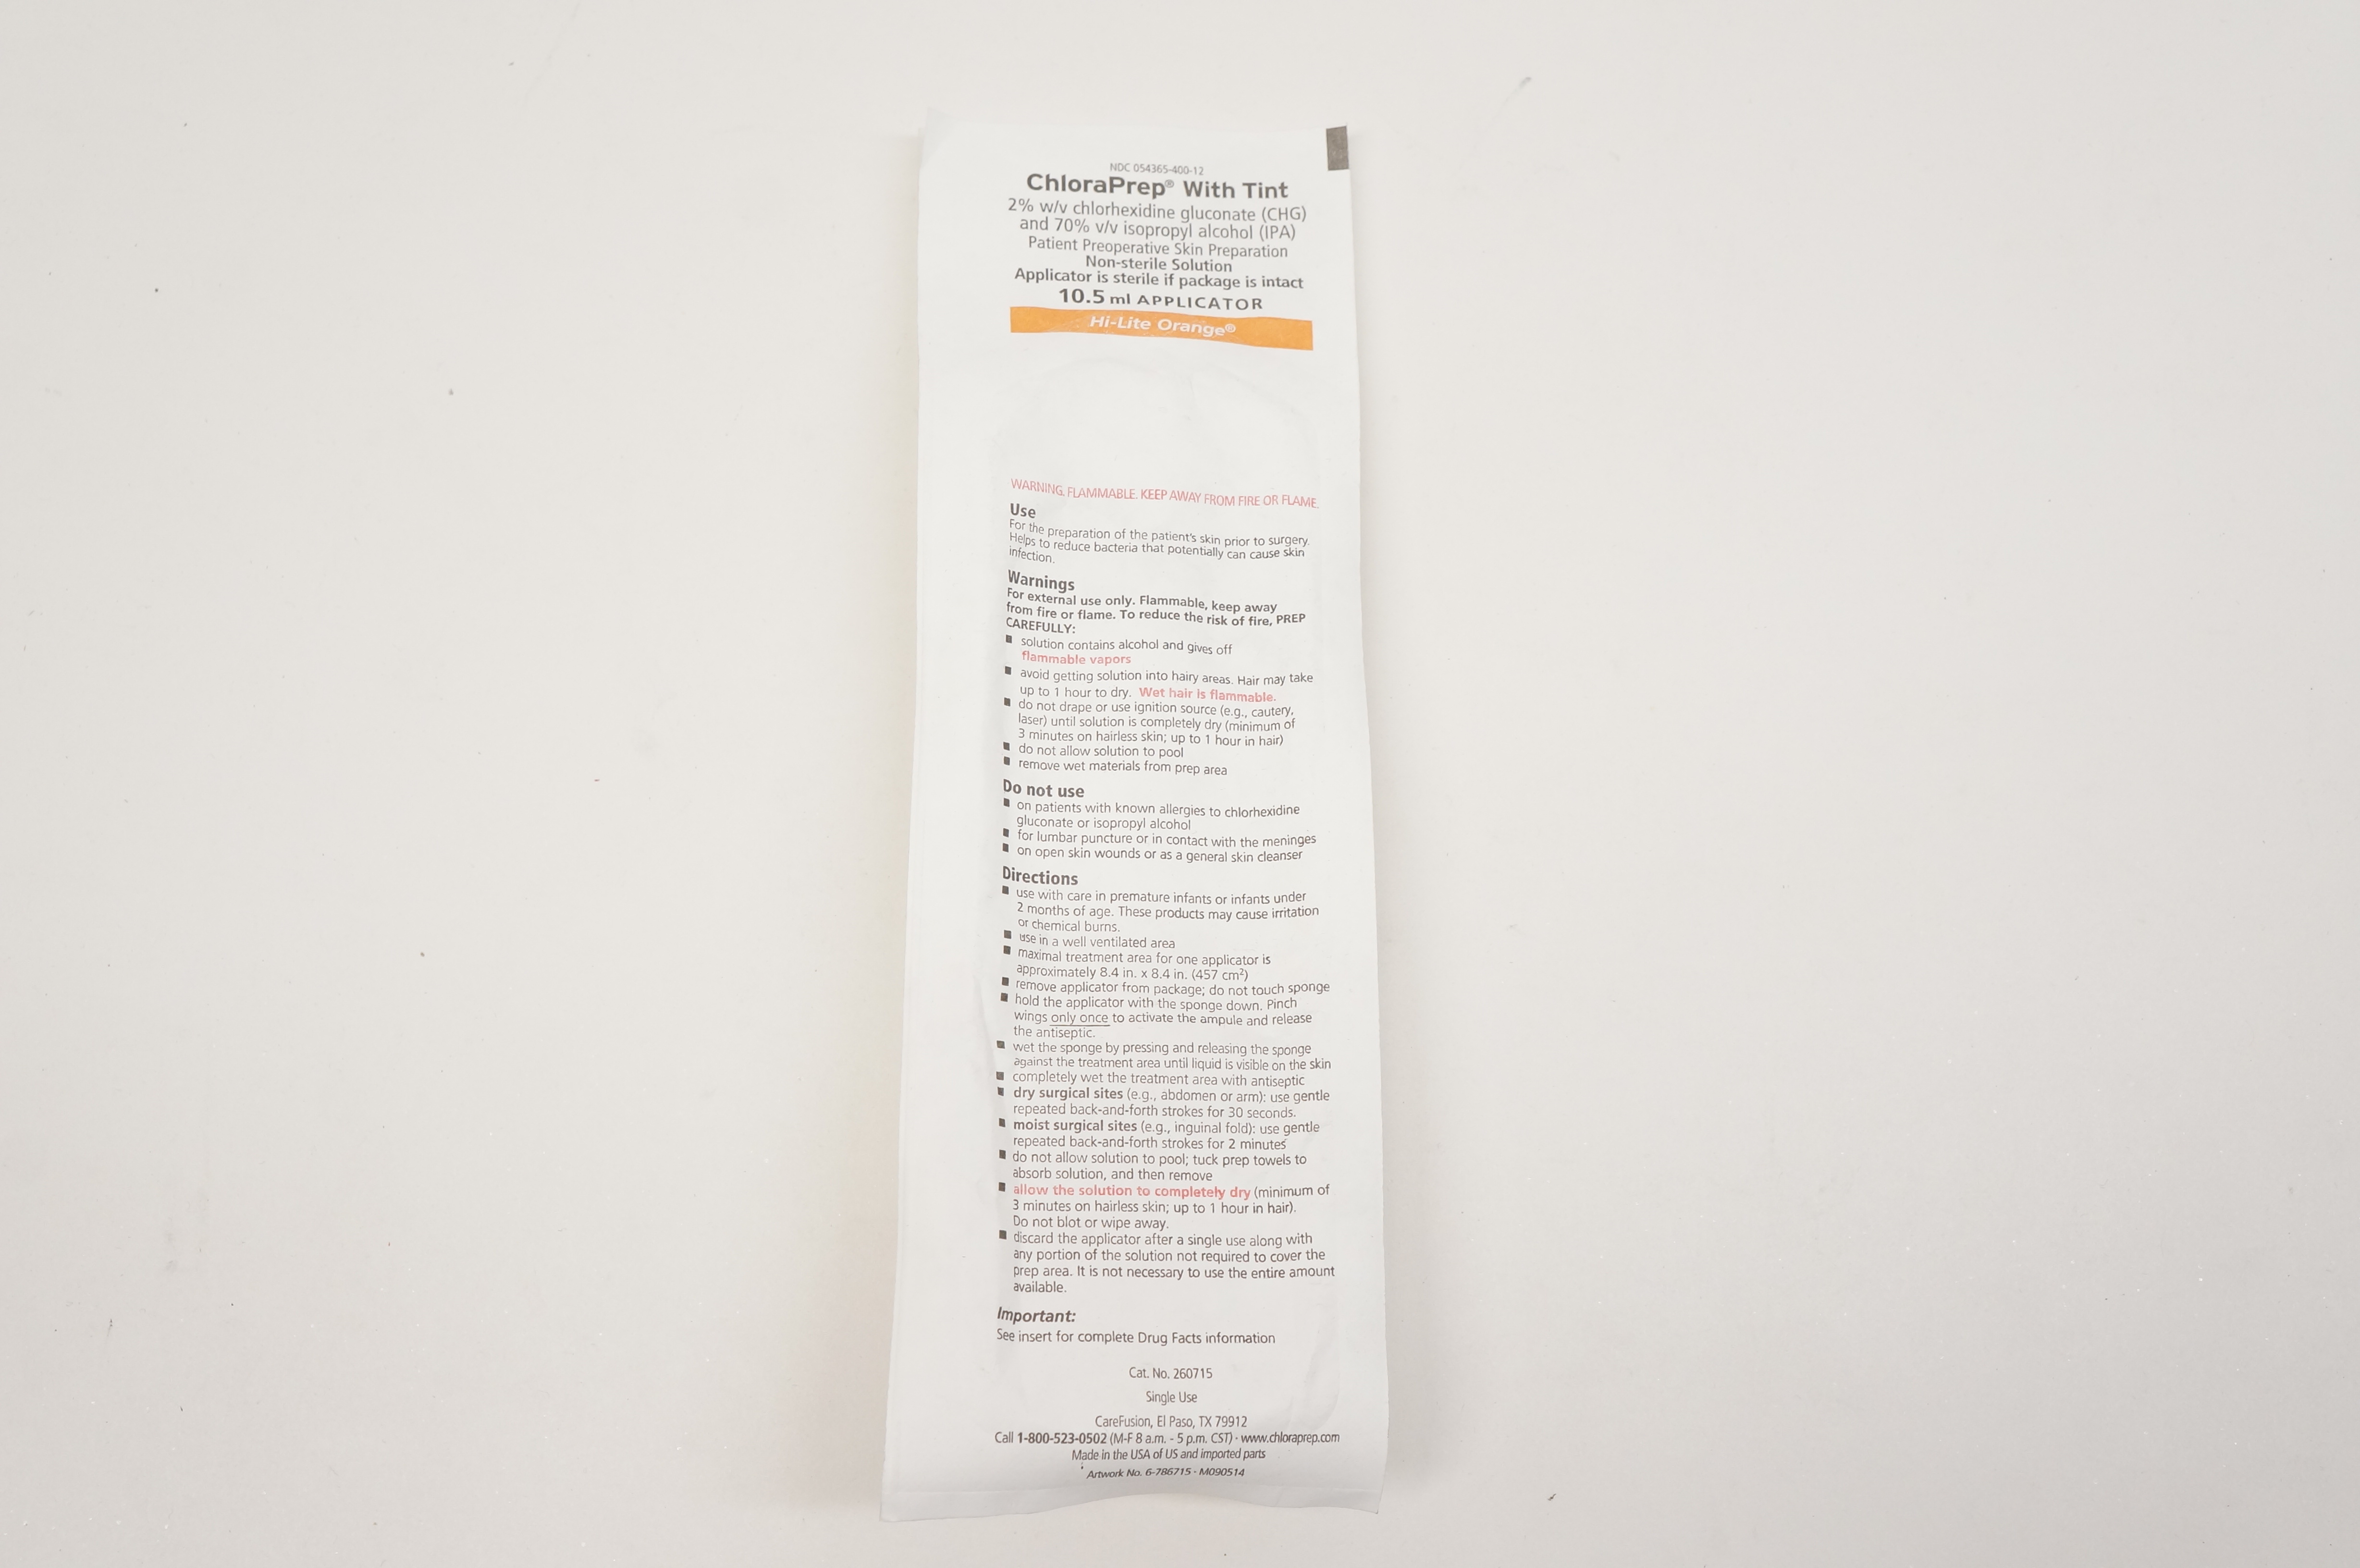 NDC 054365-400-12
ChloraPrep® With Tint
2% w/v chlorhexidine gluconate (CHG)
and 70% v/v isopropyl alcohol (IPA)
Patient Preoperative Skin Preparation
Non-sterile Solution
Applicator is sterile if package is intact
10.5 ml APPLICATOR
Hi-Lite Orange®
WARNING. FLAMMABLE. KEEP AWAY FROM FIRE OR FLAME.
Use
For the preparation of the patient's skin prior to surgery.
Helps to reduce bacteria that potentially can cause skin
infection.
Warnings
For external use only. Flammable, keep away
from fire or flame. To reduce the risk of fire, PREP
CAREFULLY:
■ solution contains alcohol and gives off
flammable vapors
■ avoid getting solution into hairy areas. Hair may take
up to 1 hour to dry. Wet hair is flammable.
■ do not drape or use ignition source (e.g., cautery,
laser) until solution is completely dry (minimum of
3 minutes on hairless skin; up to 1 hour in hair)
■ do not allow solution to pool
■ remove wet materials from prep area
Do not use
■ on patients with known allergies to chlorhexidine
gluconate or isopropyl alcohol
■ for lumbar puncture or in contact with the meninges
■ on open skin wounds or as a general skin cleanser
Directions
■ use with care in premature infants or infants under
2 months of age. These products may cause irritation
or chemical burns.
■ use in a well ventilated area
■ maximal treatment area for one applicator is
approximately 8.4 in. x 8.4 in. (457 cm²)
■ remove applicator from package; do not touch sponge
■ hold the applicator with the sponge down. Pinch
wings only once to activate the ampule and release
the antiseptic.
■ wet the sponge by pressing and releasing the sponge
against the treatment area until liquid is visible on the skin
■ completely wet the treatment area with antiseptic
■ dry surgical sites (e.g., abdomen or arm): use gentle
repeated back-and-forth strokes for 30 seconds.
■ moist surgical sites (e.g., inguinal fold): use gentle
repeated back-and-forth strokes for 2 minutes
■ do not allow solution to pool; tuck prep towels to
absorb solution, and then remove
■ allow the solution to completely dry (minimum of
3 minutes on hairless skin; up to 1 hour in hair).
Do not blot or wipe away.
■ discard the applicator after a single use along with
any portion of the solution not required to cover the
prep area. It is not necessary to use the entire amount
available.
Important:
See insert for complete Drug Facts information
Cat. No. 260715
Single Use
CareFusion, El Paso, TX 79912
Call 1-800-523-0502 (M-F 8 a.m. - 5 p.m. CST) · www.chloraprep.com
Made in the USA of US and imported parts
Artwork No. 6-786715 · M090514